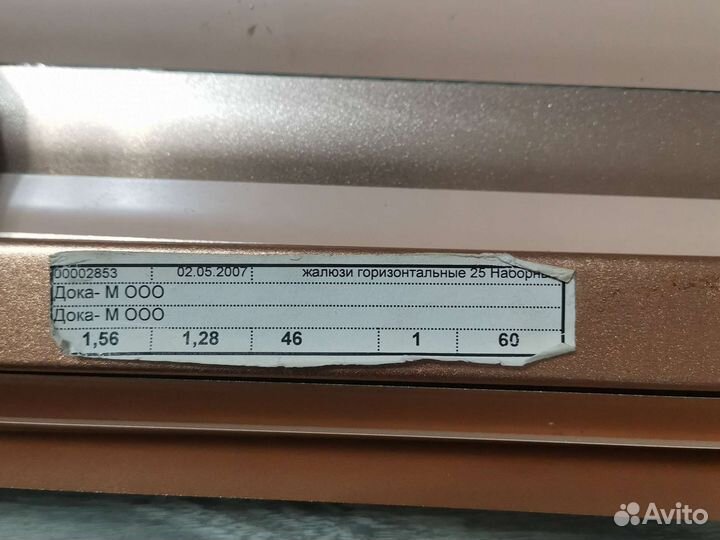 00002853 02.05.2007 жалюзи горизонтальные 25 Наборны
Дока- М ООО
Дока- М ООО
1,56 1,28 46 1 60
Avito